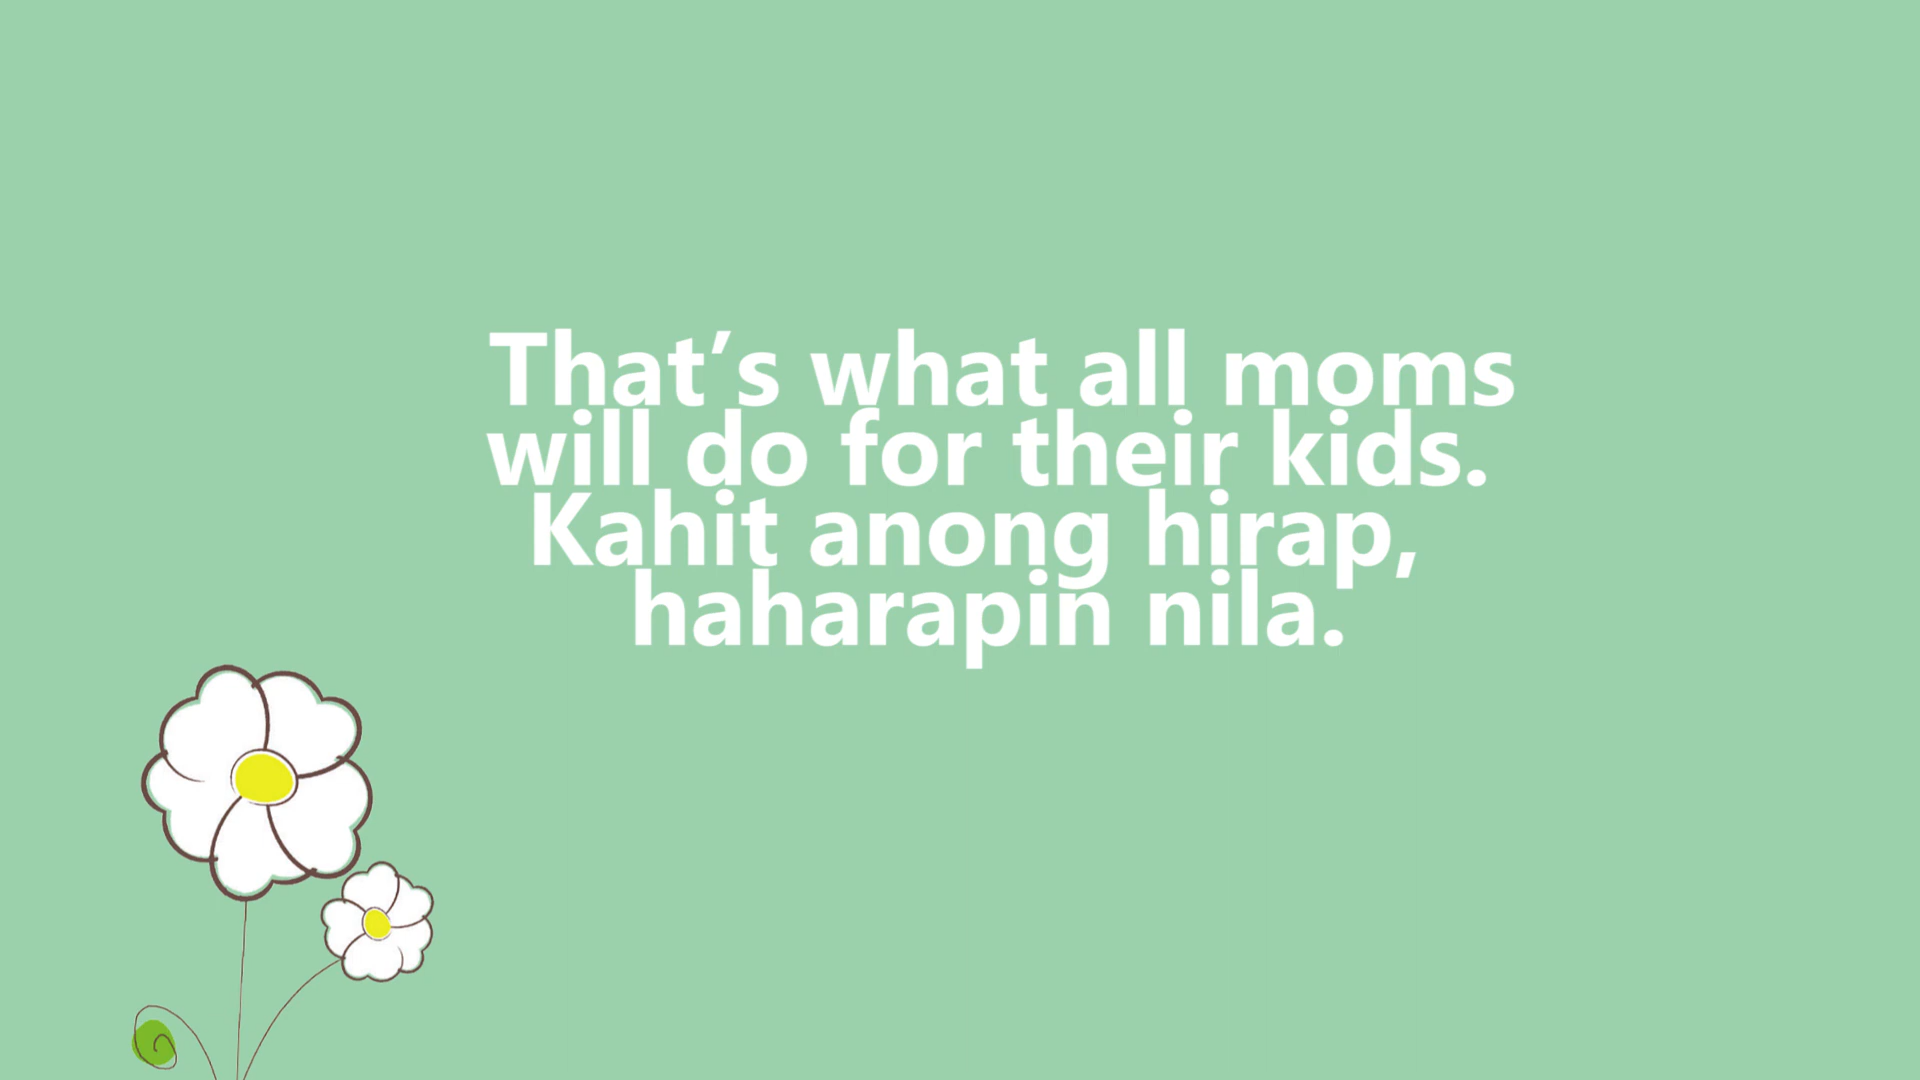 That’s what all moms
will do for their kids.
Kahit anong hirap,
haharapin nila.